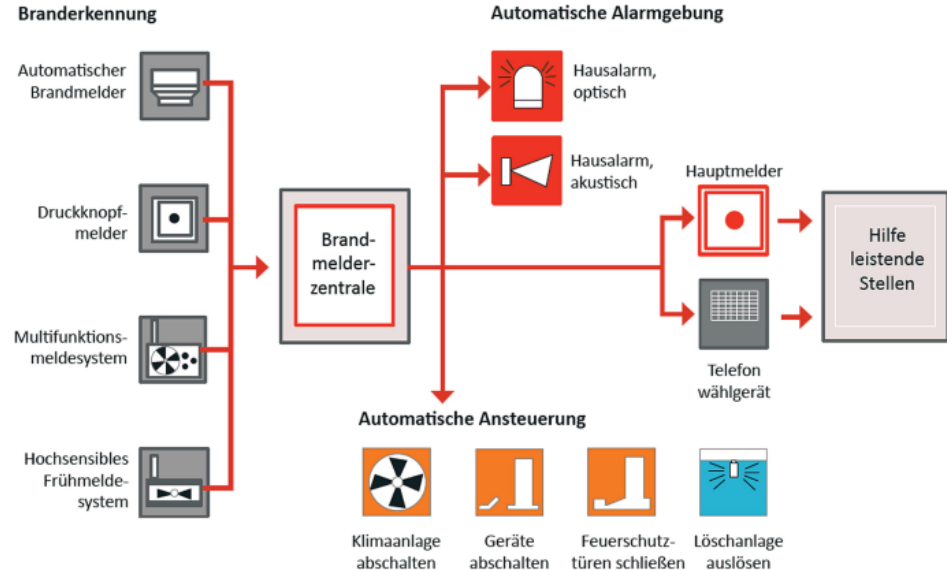 Branderkennung
Automatischer
Brandmelder
Druckknopf-
melder
Multifunktions-
meldesystem
Hochsensibles
Frühmelde-
system
Brand-
melder-
zentrale
Automatische Alarmgebung
Hausalarm,
optisch
Hausalarm,
akustisch
Hauptmelder
Telefon
wählgerät
Hilfe
leistende
Stellen
Automatische Ansteuerung
Klimaanlage
abschalten
Geräte
abschalten
Feuerschutz-
türen schließen
Löschanlage
auslösen